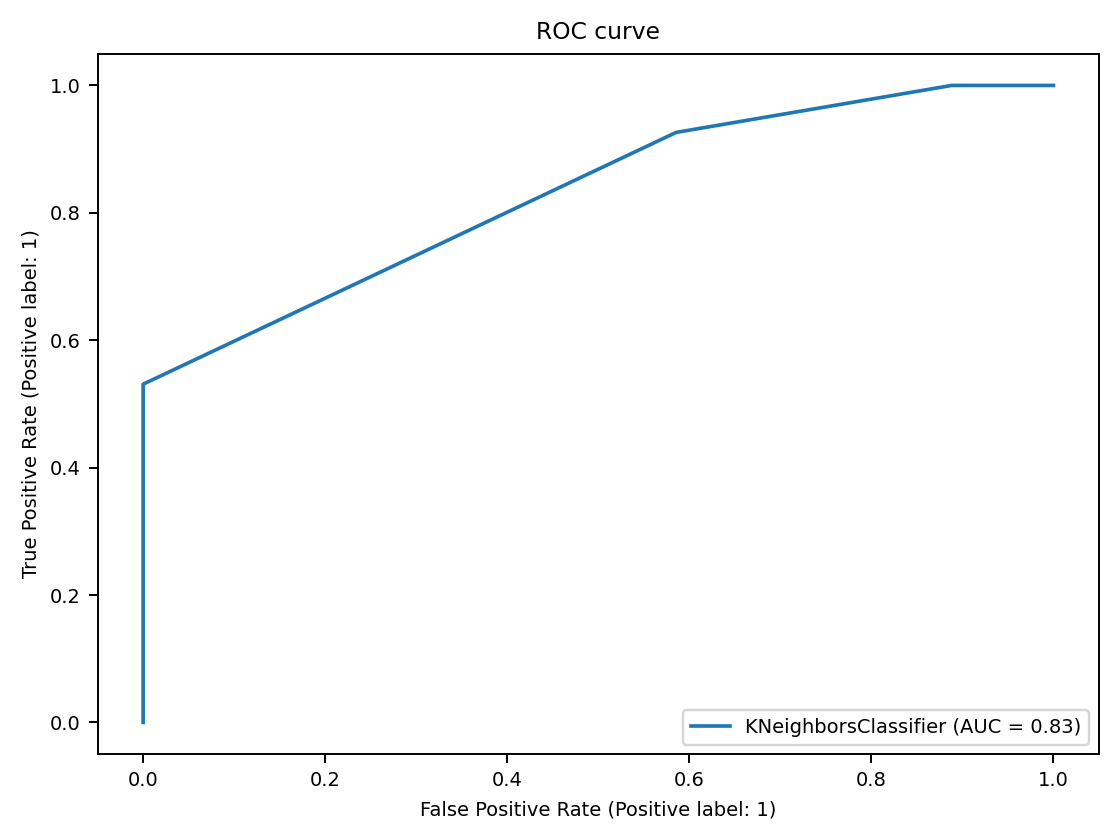 ROC curve
True Positive Rate (Positive label: 1)
1.0
0.8
0.6
0.4
0.2
0.0
KNeighborsClassifier (AUC = 0.83)
0.0 0.2 0.4 0.6 0.8 1.0
False Positive Rate (Positive label: 1)